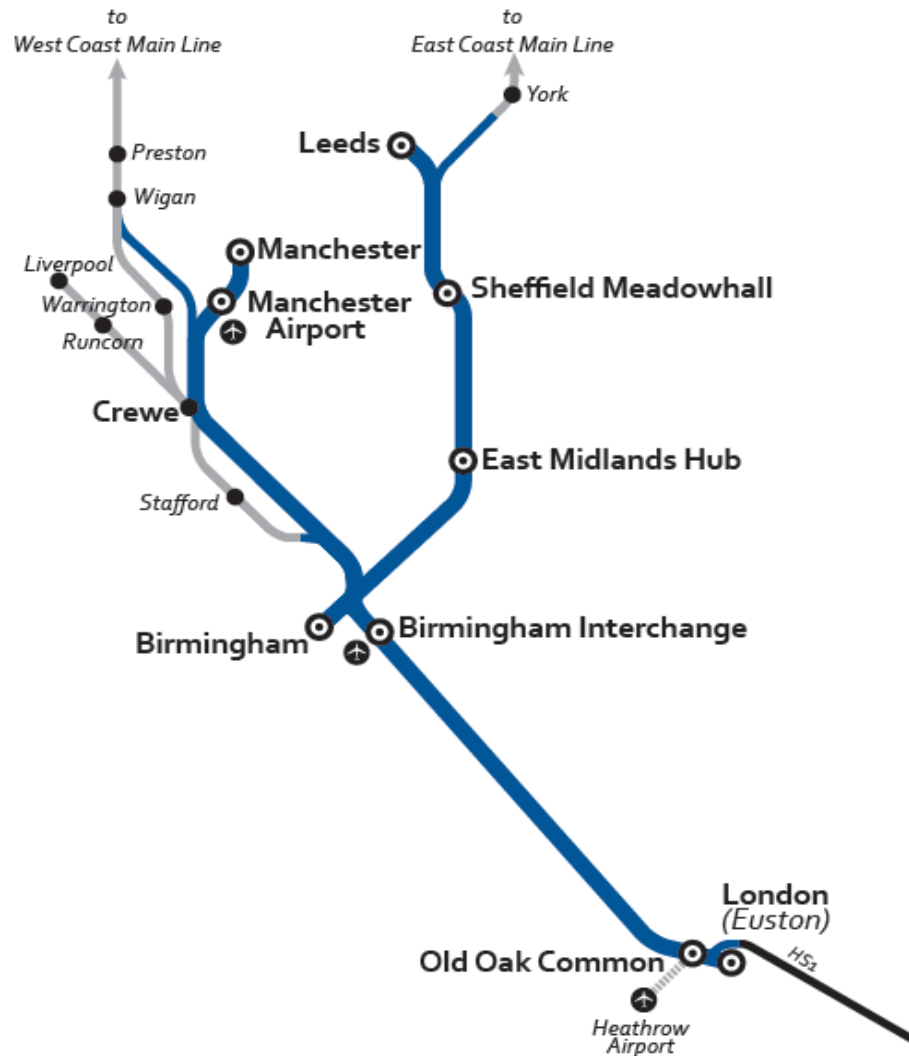 to
West Coast Main Line
to
East Coast Main Line
York
Leeds
Preston
Wigan
Manchester
Liverpool
Manchester
Airport
Sheffield Meadowhall
Warrington
Runcorn
Crewe
East Midlands Hub
Stafford
Birmingham
Birmingham Interchange
London
(Euston)
Old Oak Common
HS1
Heathrow
Airport